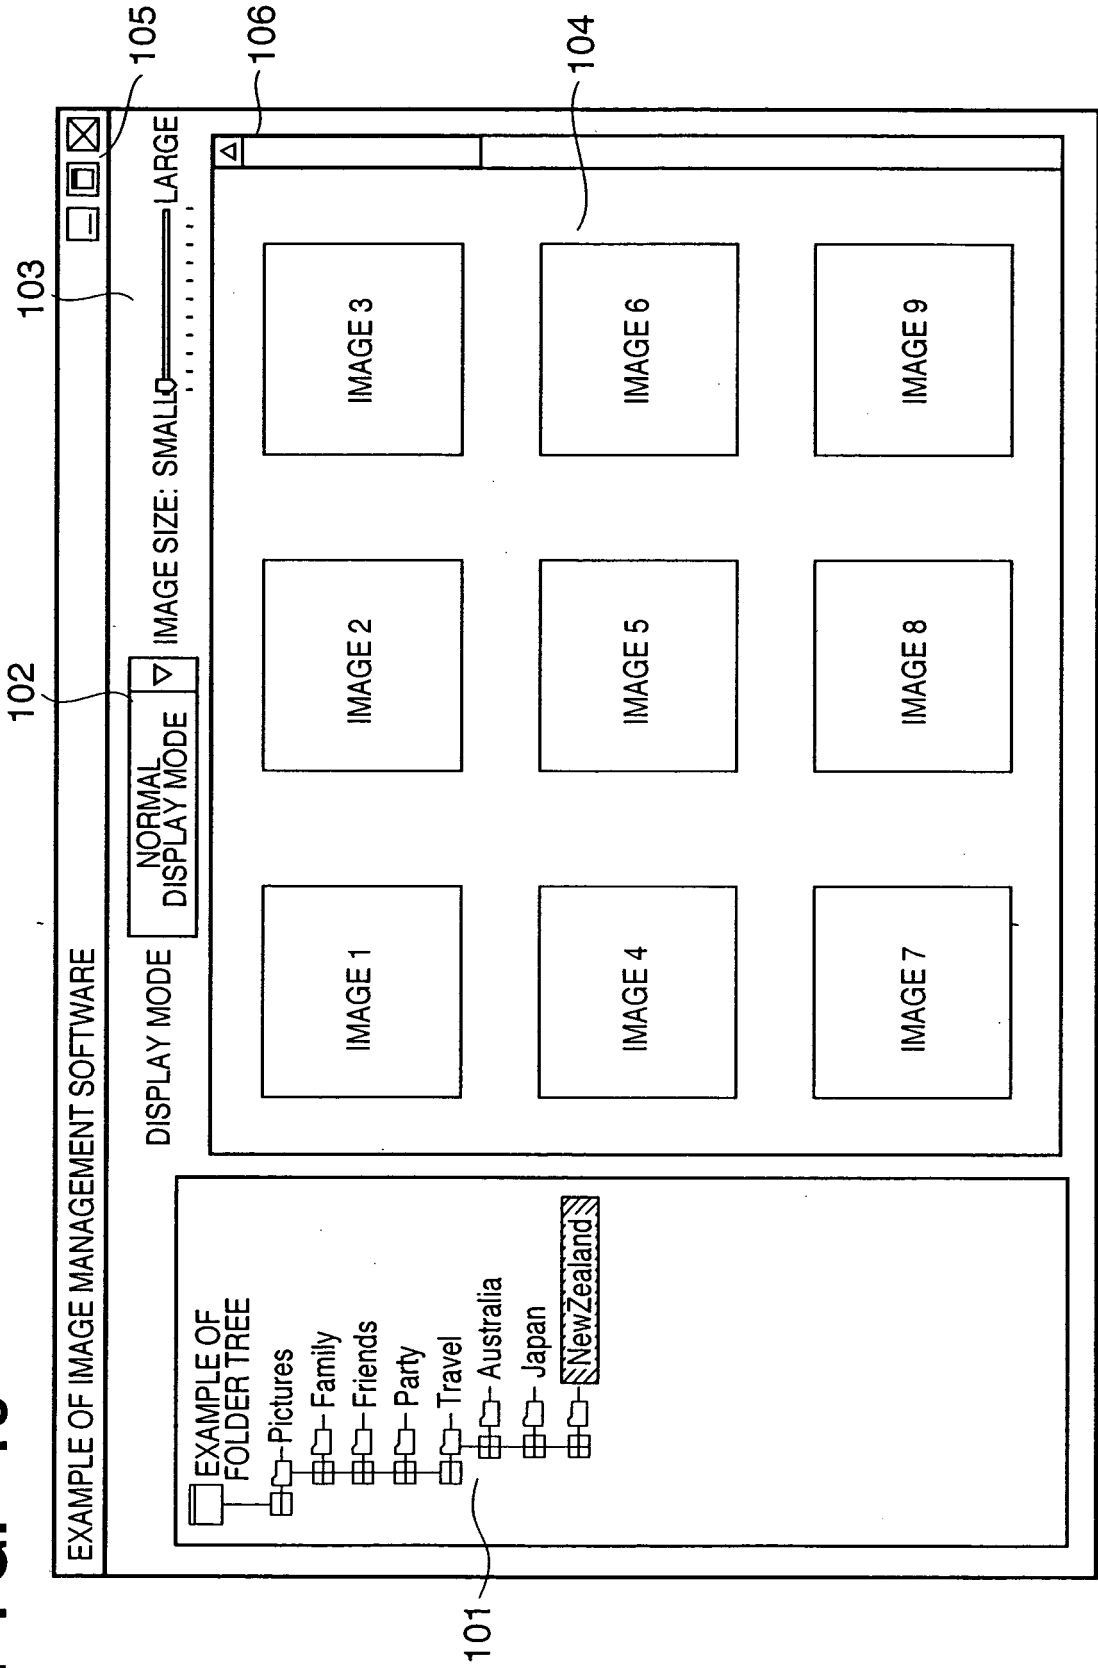 EXAMPLE OF IMAGE MANAGEMENT SOFTWARE
105
103
102
DISPLAY MODE
NORMAL
DISPLAY MODE
IMAGE SIZE: SMALL
LARGE
106
EXAMPLE OF
FOLDER TREE
Pictures
Family
Friends
Party
Travel
Australia
Japan
NewZealand
101
IMAGE 1
IMAGE 2
IMAGE 3
104
IMAGE 4
IMAGE 5
IMAGE 6
IMAGE 7
IMAGE 8
IMAGE 9